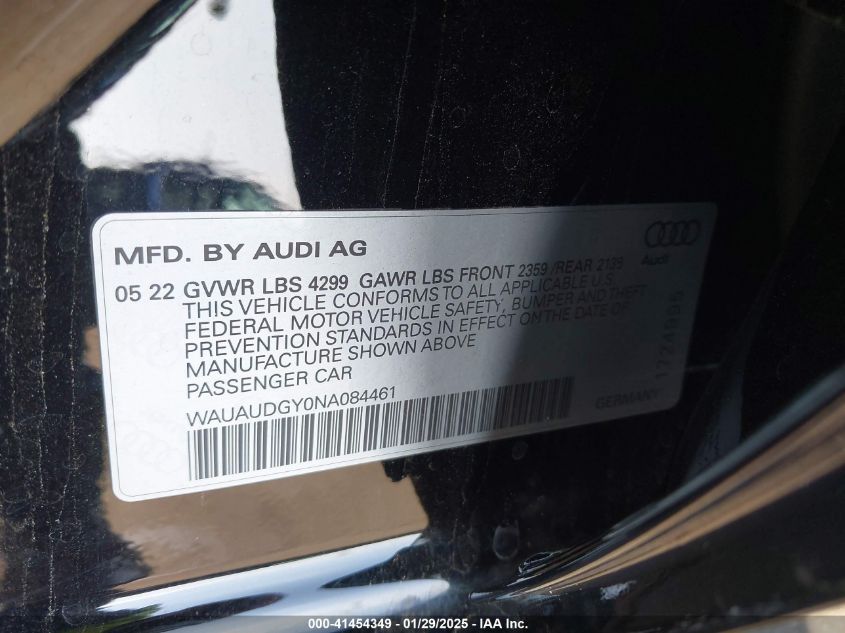 MFD. BY AUDI AG
Audi
05 22 GVWR LBS 4299 GAWR LBS FRONT 2359 /REAR 2139
THIS VEHICLE CONFORMS TO ALL APPLICABLE U.S.
FEDERAL MOTOR VEHICLE SAFETY, BUMPER AND THEFT
PREVENTION STANDARDS IN EFFECT ON THE DATE OF
MANUFACTURE SHOWN ABOVE
PASSENGER CAR
WAUAUDGY0NA084461
GERMANY
1724995
000-41454349 - 01/29/2025 - IAA Inc.